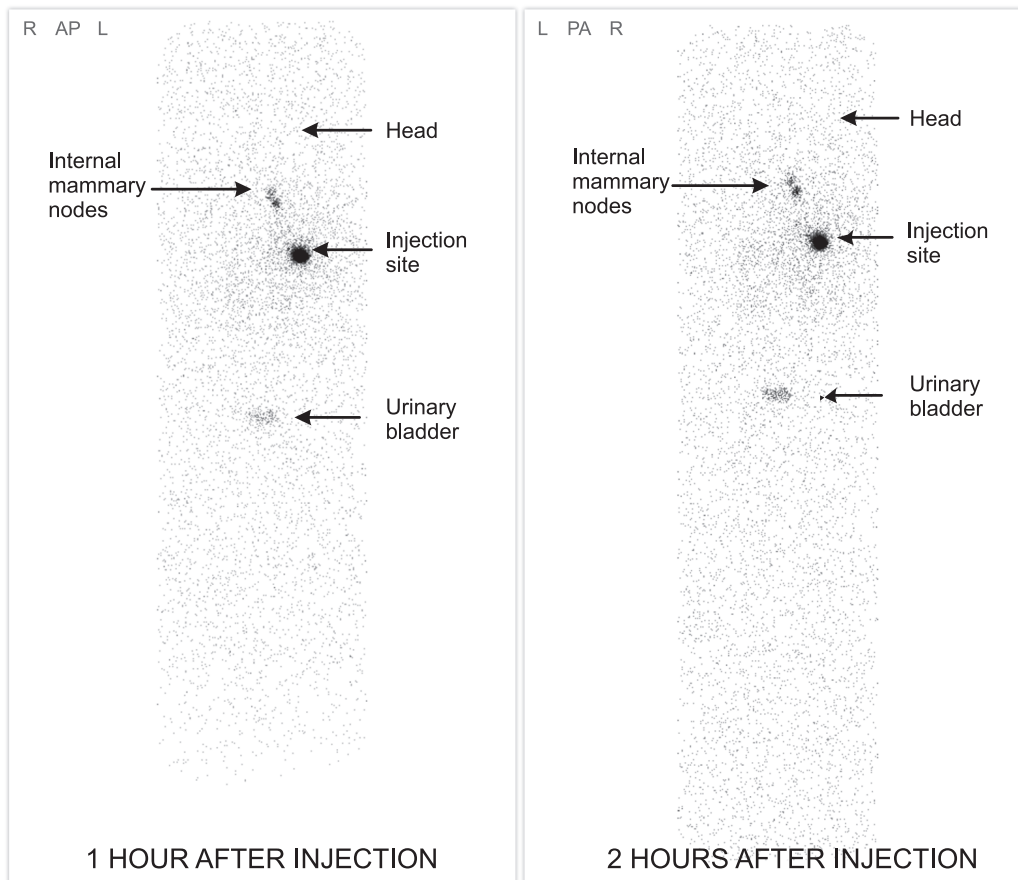 R AP L
Head
Internal
mammary
nodes
Injection
site
Urinary
bladder
1 HOUR AFTER INJECTION
L PA R
Head
Internal
mammary
nodes
Injection
site
Urinary
bladder
2 HOURS AFTER INJECTION